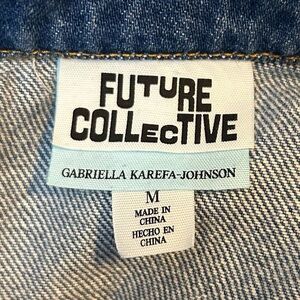 FUTURE
COLLECTIVE
GABRIELLA KAREFA-JOHNSON
M
MADE IN
CHINA
HECHO EN
CHINA